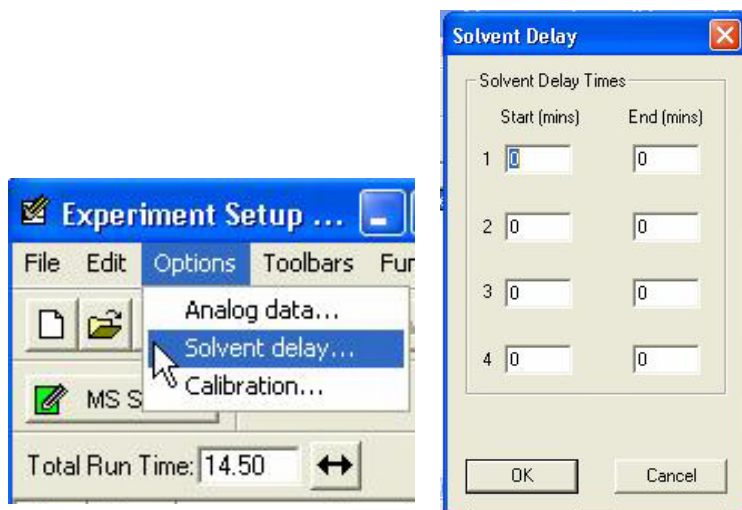 Experiment Setup ...
File Edit Options Toolbars Fur
Analog data...
Solvent delay...
Calibration...
MS S
Total Run Time: 14.50
Solvent Delay
Solvent Delay Times
Start (mins) End (mins)
1 0 0
2 0 0
3 0 0
4 0 0
OK Cancel